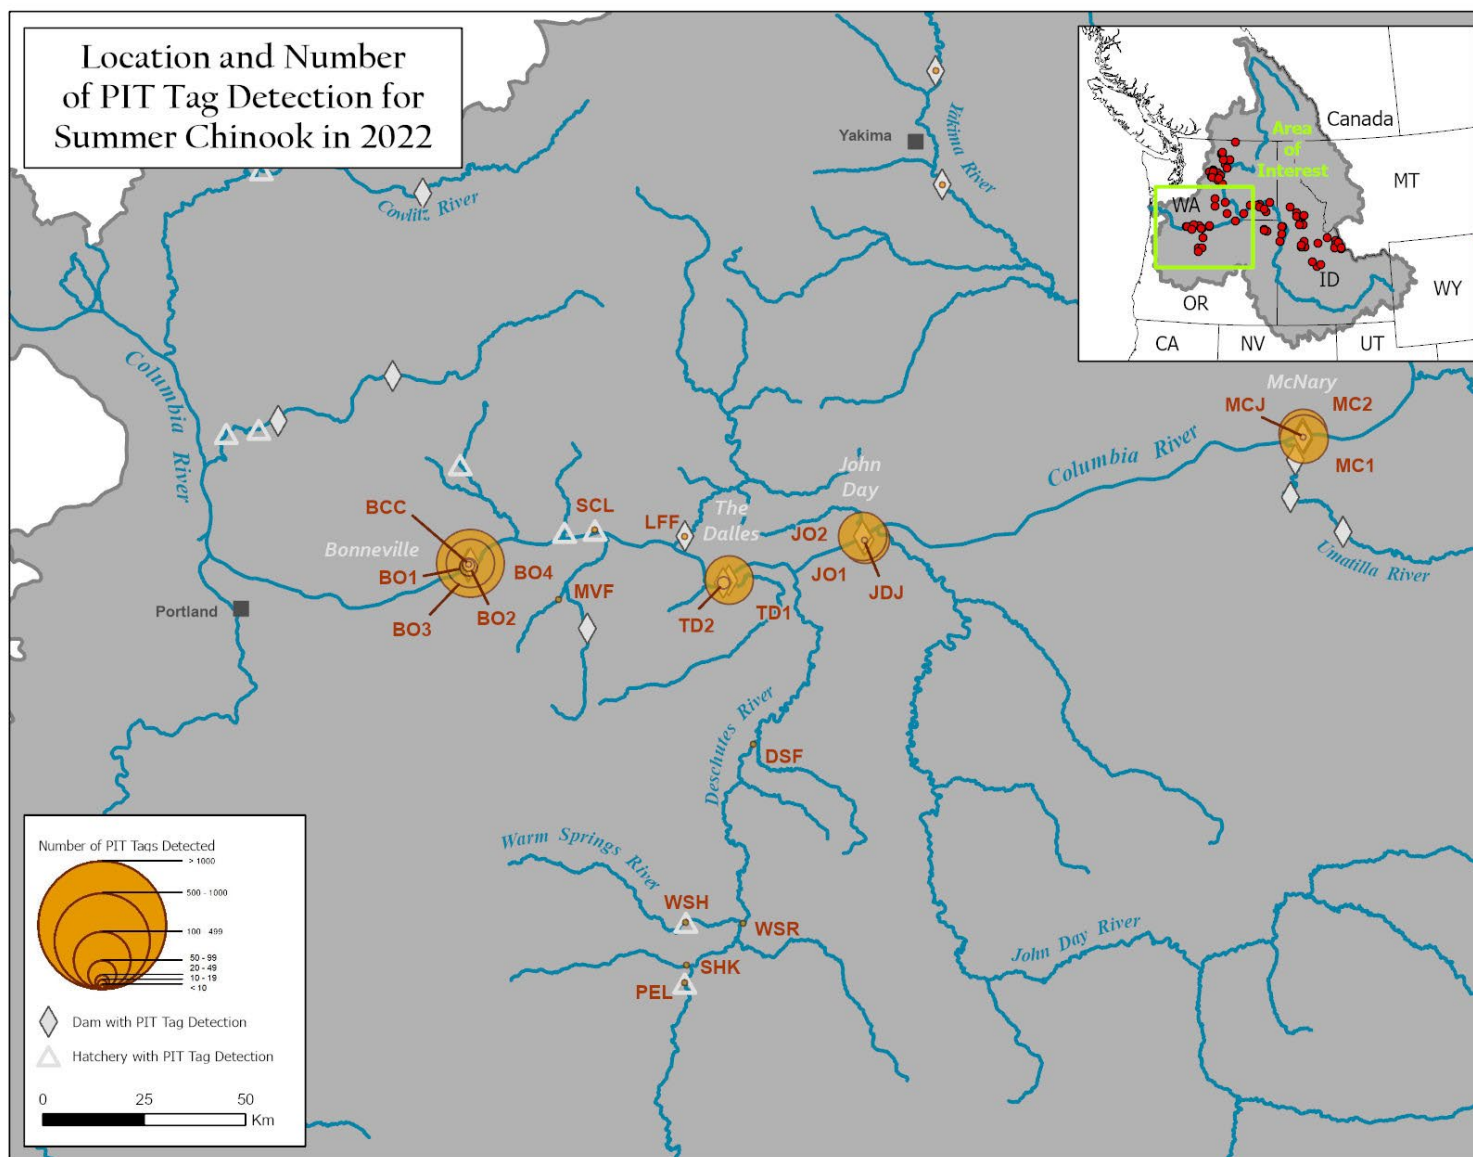 Location and Number
of PIT Tag Detection for
Summer Chinook in 2022
Canada
Area
of
Interest
WA
MT
ID
OR
WY
CA
NV
UT
Yakima
Yakima River
Cowlitz River
Columbia
River
McNary
MCJ
MC2
MC1
Columbia River
John
Day
The
Dalles
SCL
LFF
JO2
JO1
JDJ
BCC
Bonneville
BO1
BO4
BO3
BO2
MVF
TD2
TD1
Umatilla River
Portland
Deschutes River
DSF
Warm Springs River
WSH
WSR
SHK
PEL
John Day River
Number of PIT Tags Detected
> 1000
500 - 1000
100 - 499
50 - 99
20 - 49
10 - 19
< 10
Dam with PIT Tag Detection
Hatchery with PIT Tag Detection
0 25 50
Km